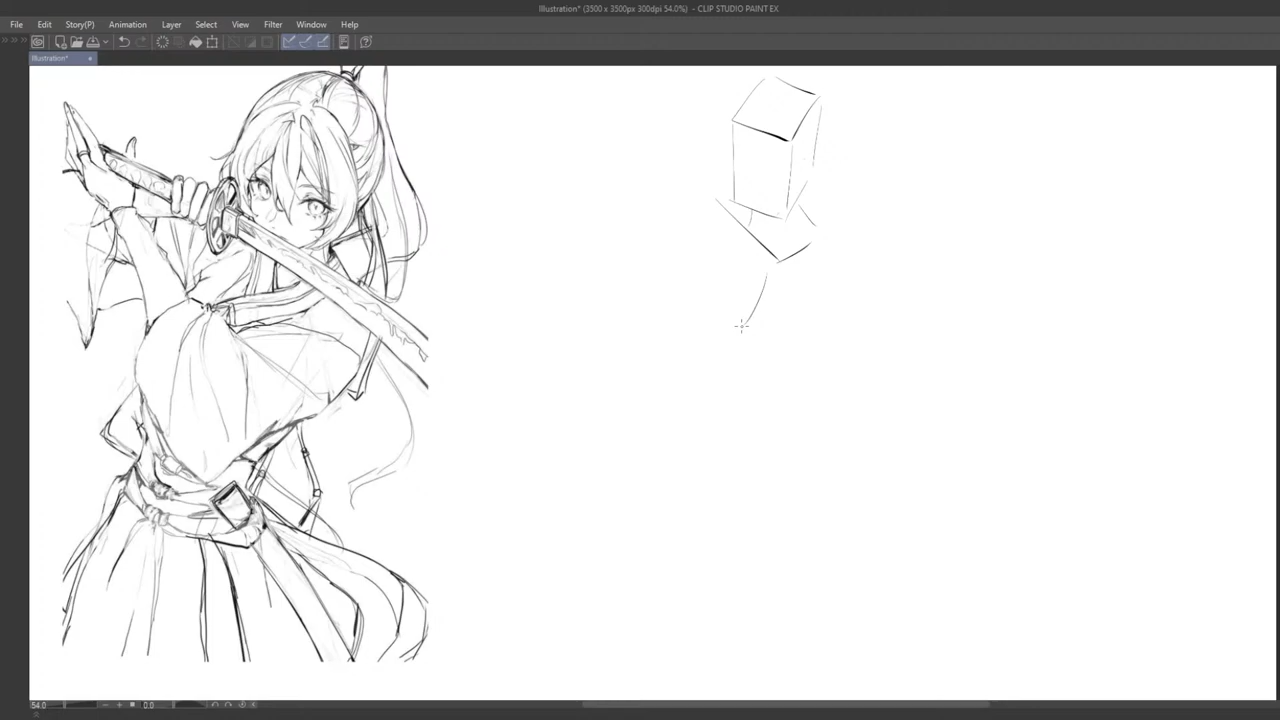 Illustration* (3500 x 3500px 300dpi 54.0%) - CLIP STUDIO PAINT EX
File Edit Story(P) Animation Layer Select View Filter Window Help
Illustration*
54.0 0.0